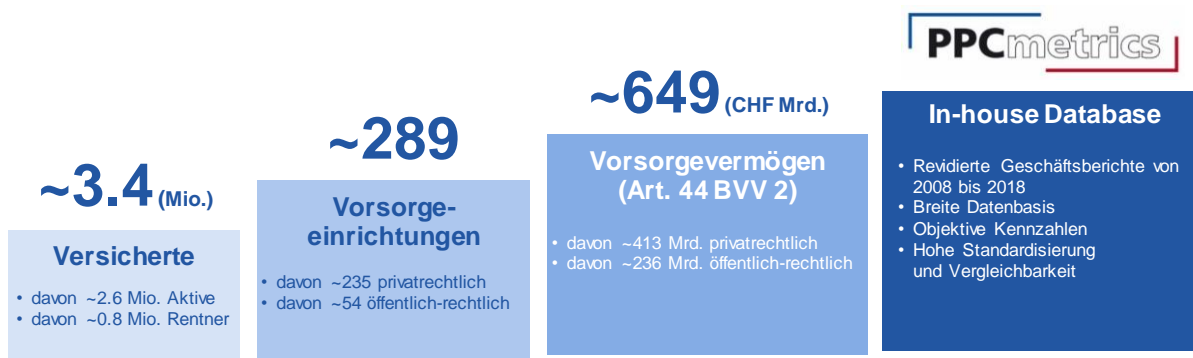 ~3.4 (Mio.)
Versicherte
• davon ~2.6 Mio. Aktive
• davon ~0.8 Mio. Rentner
~289
Vorsorge-
einrichtungen
• davon ~235 privatrechtlich
• davon ~54 öffentlich-rechtlich
~649 (CHF Mrd.)
Vorsorgevermögen
(Art. 44 BVV 2)
• davon ~413 Mrd. privatrechtlich
• davon ~236 Mrd. öffentlich-rechtlich
PPCmetrics
In-house Database
• Revidierte Geschäftsberichte von
2008 bis 2018
• Breite Datenbasis
• Objektive Kennzahlen
• Hohe Standardisierung
und Vergleichbarkeit